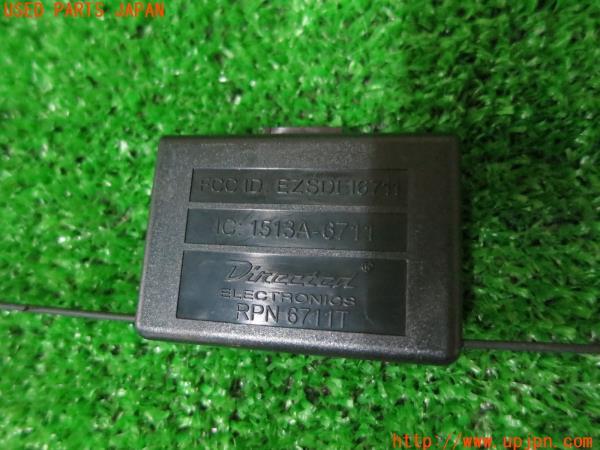 USED PARTS JAPAN
FCC ID: EZSDEI6711
IC: 1513A-6711
Directed®
ELECTRONICS
RPN 6711T
http://www.upjpn.com/